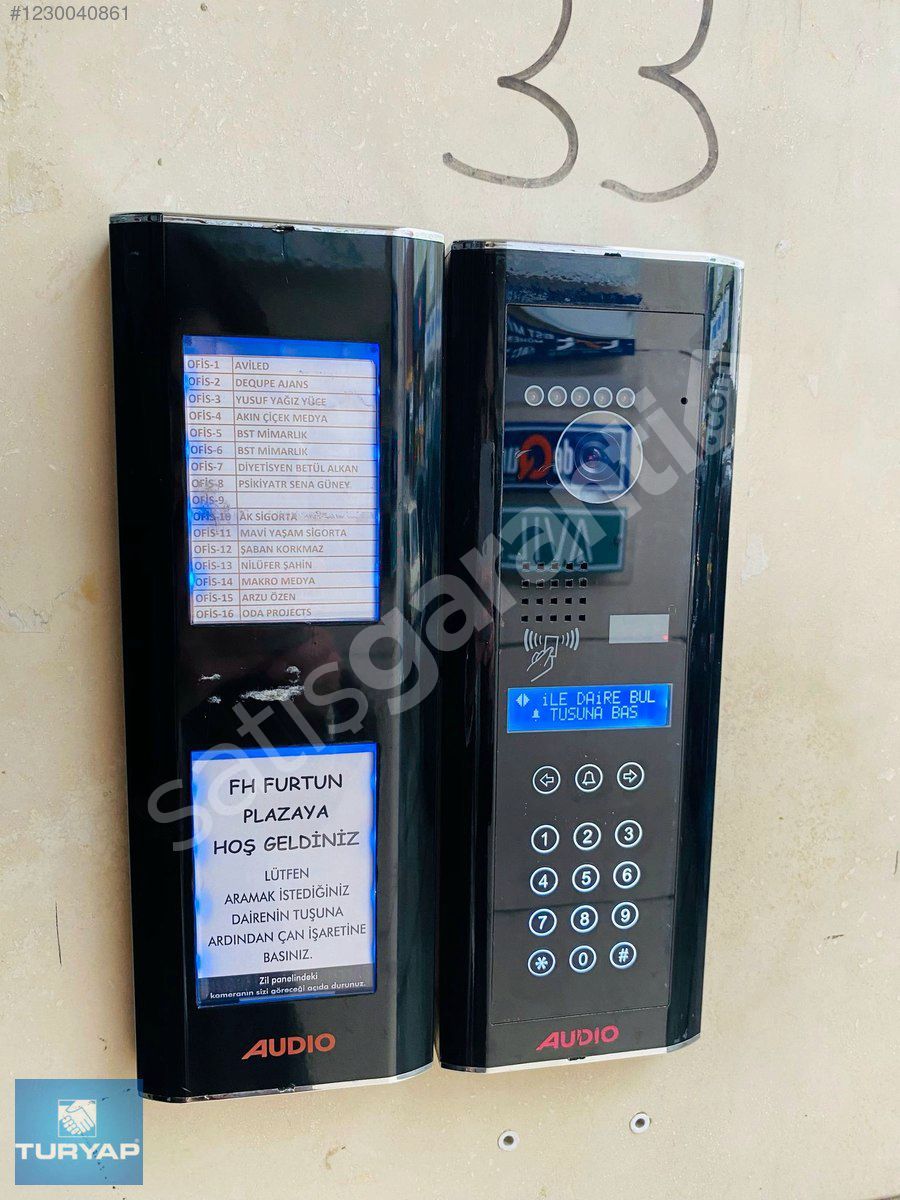 #1230040861
33
OFİS-1 AVİLED
OFİS-2 DEQUPE AJANS
OFİS-3 YUSUF YAĞIZ YÜCE
OFİS-4 AKIN ÇİÇEK MEDYA
OFİS-5 BST MİMARLIK
OFİS-6 BST MİMARLIK
OFİS-7 DİYETİSYEN BETÜL ALKAN
OFİS-8 PSİKİYATR SENA GÜNEY
OFİS-9
OFİS-10 AK SİGORTA
OFİS-11 MAVİ YAŞAM SİGORTA
OFİS-12 ŞABAN KORKMAZ
OFİS-13 NİLÜFER ŞAHİN
OFİS-14 MAKRO MEDYA
OFİS-15 ARZU ÖZEN
OFİS-16 ODA PROJECTS
FH FURTUN
PLAZAYA
HOŞ GELDİNİZ
LÜTFEN
ARAMAK İSTEDİĞİNİZ
DAİRENİN TUŞUNA
ARDINDAN ÇAN İŞARETİNE
BASINIZ.
Zil panelindeki
kameranın sizi göreceği açıda durunuz.
AUDIO
iLE DAiRE BUL
TUSUNA BAS
1 2 3
4 5 6
7 8 9
* 0 #
AUDIO
satışgaranti.com
TURYAP